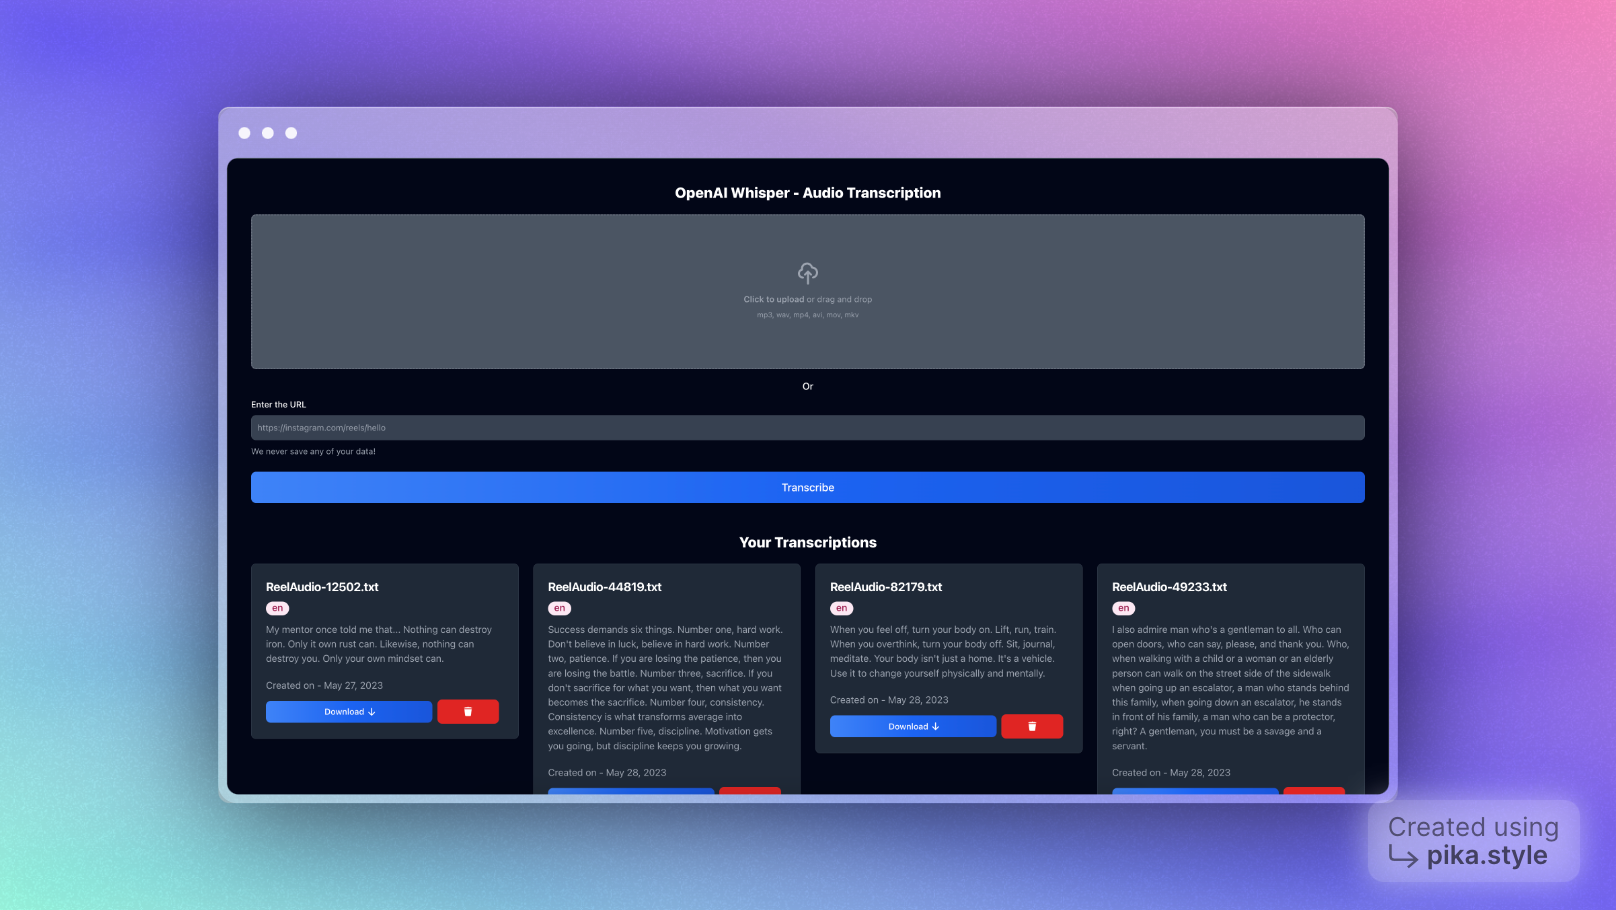 OpenAI Whisper - Audio Transcription
Click to upload or drag and drop
mp3, wav, mp4, avi, mov, mkv
Or
Enter the URL
https://instagram.com/reels/hello
We never save any of your data!
Transcribe
Your Transcriptions
ReelAudio-12502.txt
en
My mentor once told me that... Nothing can destroy
iron. Only it own rust can. Likewise, nothing can
destroy you. Only your own mindset can.
Created on - May 27, 2023
Download
ReelAudio-44819.txt
en
Success demands six things. Number one, hard work.
Don't believe in luck, believe in hard work. Number
two, patience. If you are losing the patience, then you
are losing the battle. Number three, sacrifice. If you
don't sacrifice for what you want, then what you want
becomes the sacrifice. Number four, consistency.
Consistency is what transforms average into
excellence. Number five, discipline. Motivation gets
you going, but discipline keeps you growing.
Created on - May 28, 2023
ReelAudio-82179.txt
en
When you feel off, turn your body on. Lift, run, train.
When you overthink, turn your body off. Sit, journal,
meditate. Your body isn't just a home. It's a vehicle.
Use it to change yourself physically and mentally.
Created on - May 28, 2023
Download
ReelAudio-49233.txt
en
I also admire man who's a gentleman to all. Who can
open doors, who can say, please, and thank you. Who,
when walking with a child or a woman or an elderly
person can walk on the street side of the sidewalk
when going up an escalator, a man who stands behind
this family, when going down an escalator, he stands
in front of his family, a man who can be a protector,
right? A gentleman, you must be a savage and a
servant.
Created on - May 28, 2023
Created using
pika.style